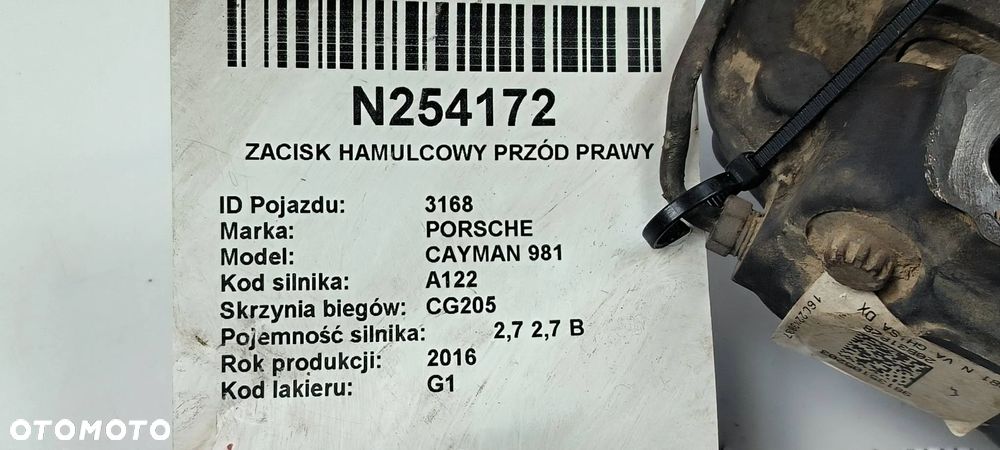 N254172
ZACISK HAMULCOWY PRZÓD PRAWY
ID Pojazdu: 3168
Marka: PORSCHE
Model: CAYMAN 981
Kod silnika: A122
Skrzynia biegów: CG205
Pojemność silnika: 2,7 2,7 B
Rok produkcji: 2016
Kod lakieru: G1
OTOMOTO